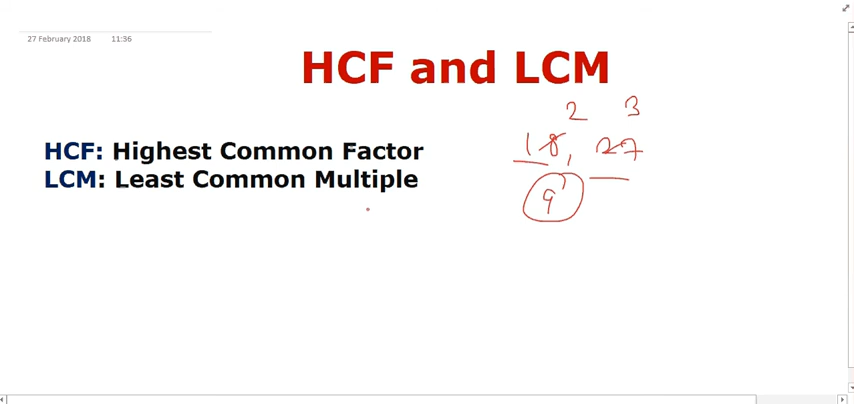 27 February 2018 11:36
HCF and LCM
2 3
18, 27
HCF: Highest Common Factor
LCM: Least Common Multiple
9